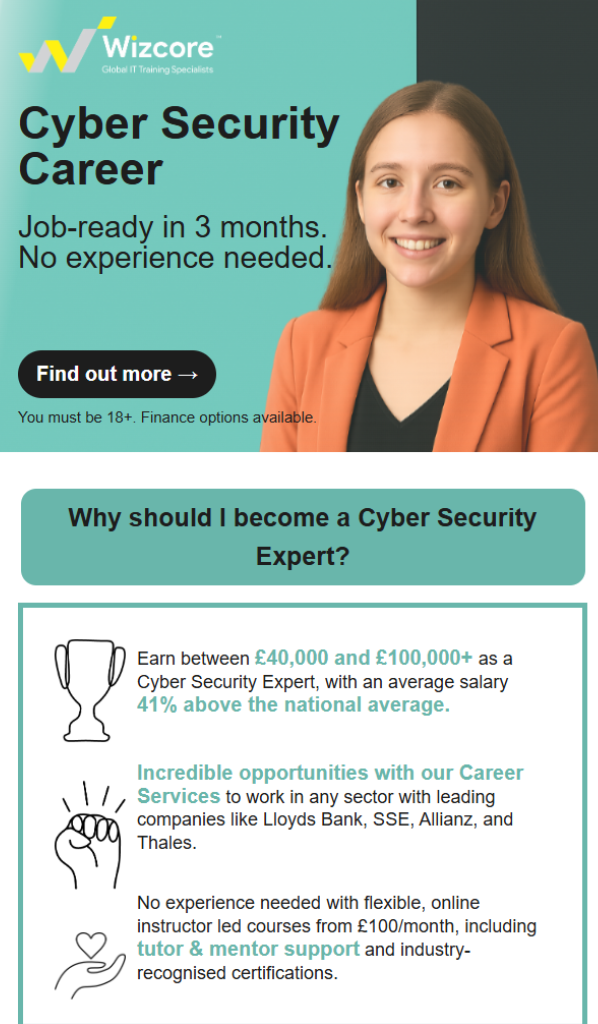 Wizcore™
Global IT Training Specialists
Cyber Security
Career
Job-ready in 3 months.
No experience needed.
Find out more →
You must be 18+. Finance options available.
Why should I become a Cyber Security
Expert?
Earn between £40,000 and £100,000+ as a
Cyber Security Expert, with an average salary
41% above the national average.
Incredible opportunities with our Career
Services to work in any sector with leading
companies like Lloyds Bank, SSE, Allianz, and
Thales.
No experience needed with flexible, online
instructor led courses from £100/month, including
tutor & mentor support and industry-
recognised certifications.